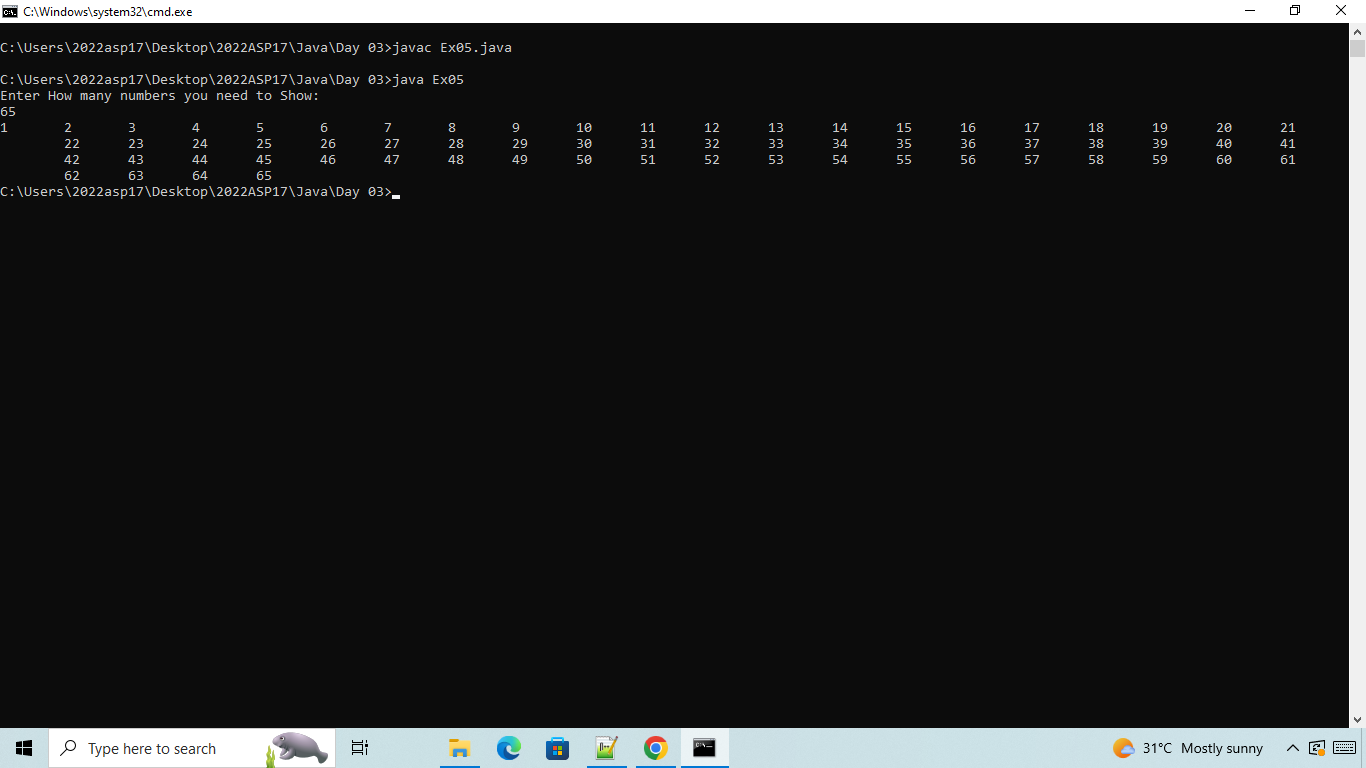 C:\Windows\system32\cmd.exe
C:\Users\2022asp17\Desktop\2022ASP17\Java\Day 03>javac Ex05.java
C:\Users\2022asp17\Desktop\2022ASP17\Java\Day 03>java Ex05
Enter How many numbers you need to Show:
65
1 2 3 4 5 6 7 8 9 10 11 12 13 14 15 16 17 18 19 20 21
22 23 24 25 26 27 28 29 30 31 32 33 34 35 36 37 38 39 40 41
42 43 44 45 46 47 48 49 50 51 52 53 54 55 56 57 58 59 60 61
62 63 64 65
C:\Users\2022asp17\Desktop\2022ASP17\Java\Day 03>
Type here to search
31°C Mostly sunny